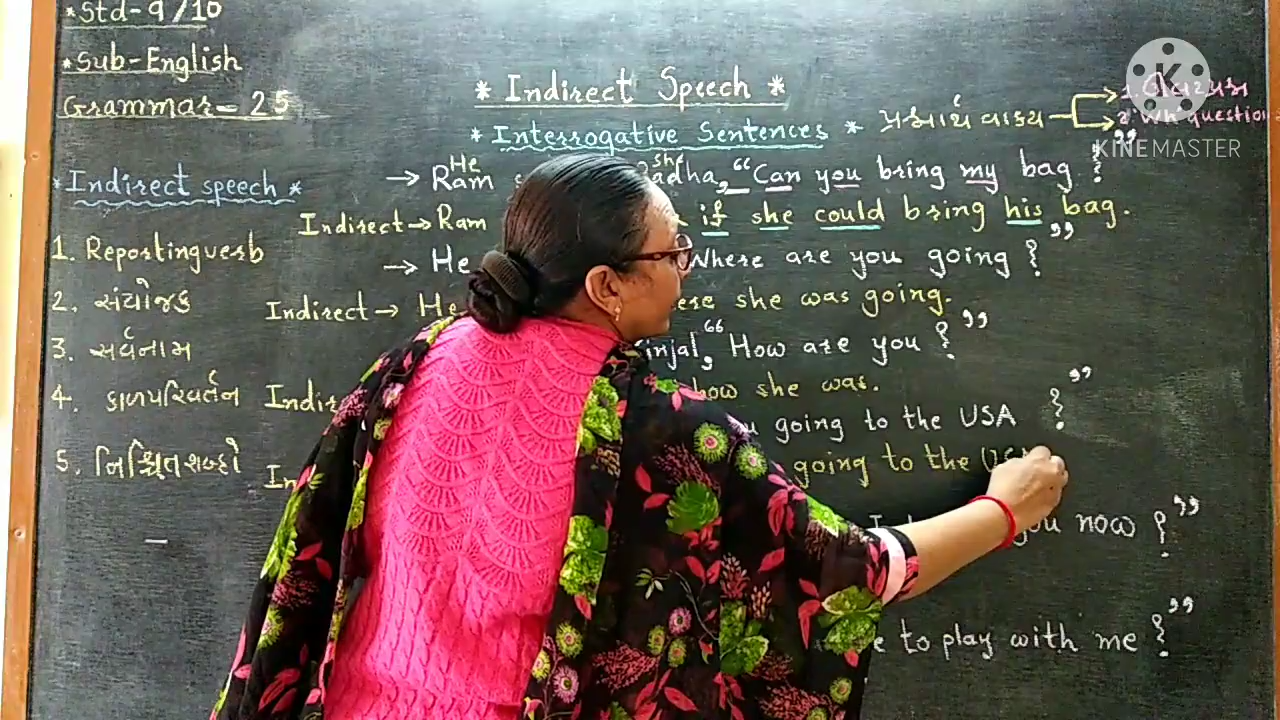 *Std-9/10
*Sub-English
Grammar-25
* Indirect Speech *
* Interrogative Sentences * પ્રશ્નાર્થ વાક્ય
1.
2. Wh question
KINEMASTER
*Indirect speech *
1. Reporting verb
2. સંયોજક
3. સર્વનામ
4. કાળપરિવર્તન
5. નિશ્ચિતશબ્દો
He she
→ Ram adha, “Can you bring my bag ?”
Indirect→ Ram if she could bring his bag.
→ He Where are you going ?”
Indirect → He she was going.
injal, “How are you ?”
how she was.
going to the USA ?”
going to the
you now ?”
to play with me ?”